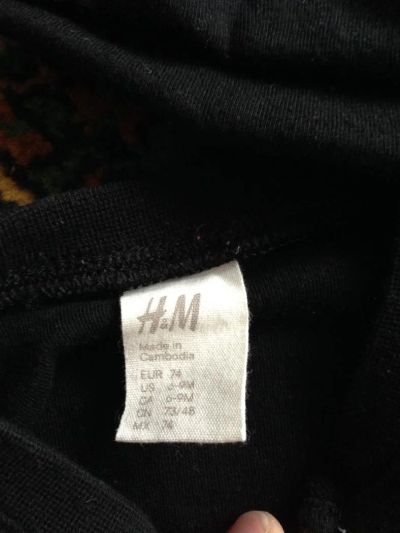 H&M
Made in
Cambodia
EUR 74
US 6-9M
CA 6-9M
CN 73/48
MX 74